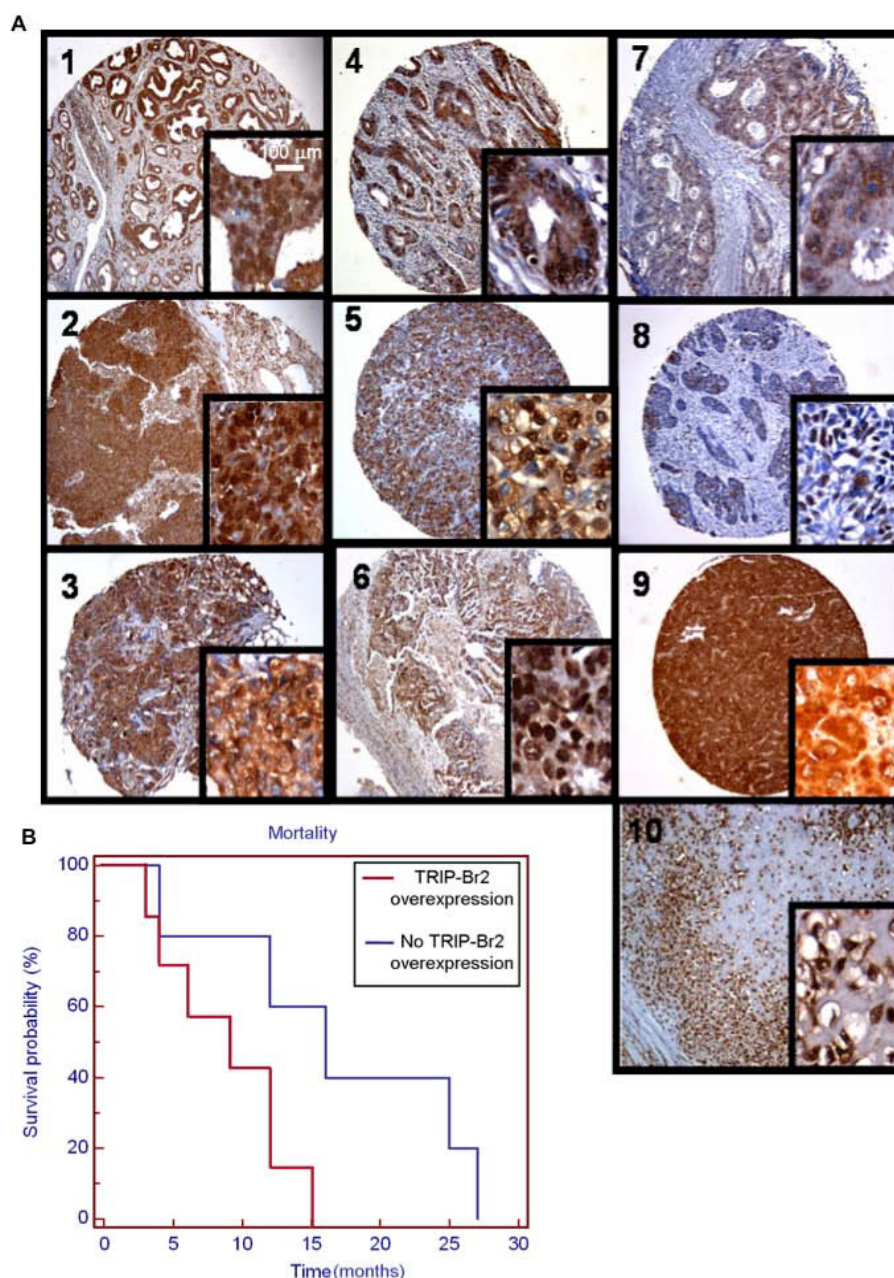 A
1
4
7
100 μm
2
5
8
3
6
9
10
B
Mortality
100
80
60
40
20
0
Survival probability (%)
TRIP-Br2
overexpression
No TRIP-Br2
overexpression
0 5 10 15 20 25 30
Time (months)